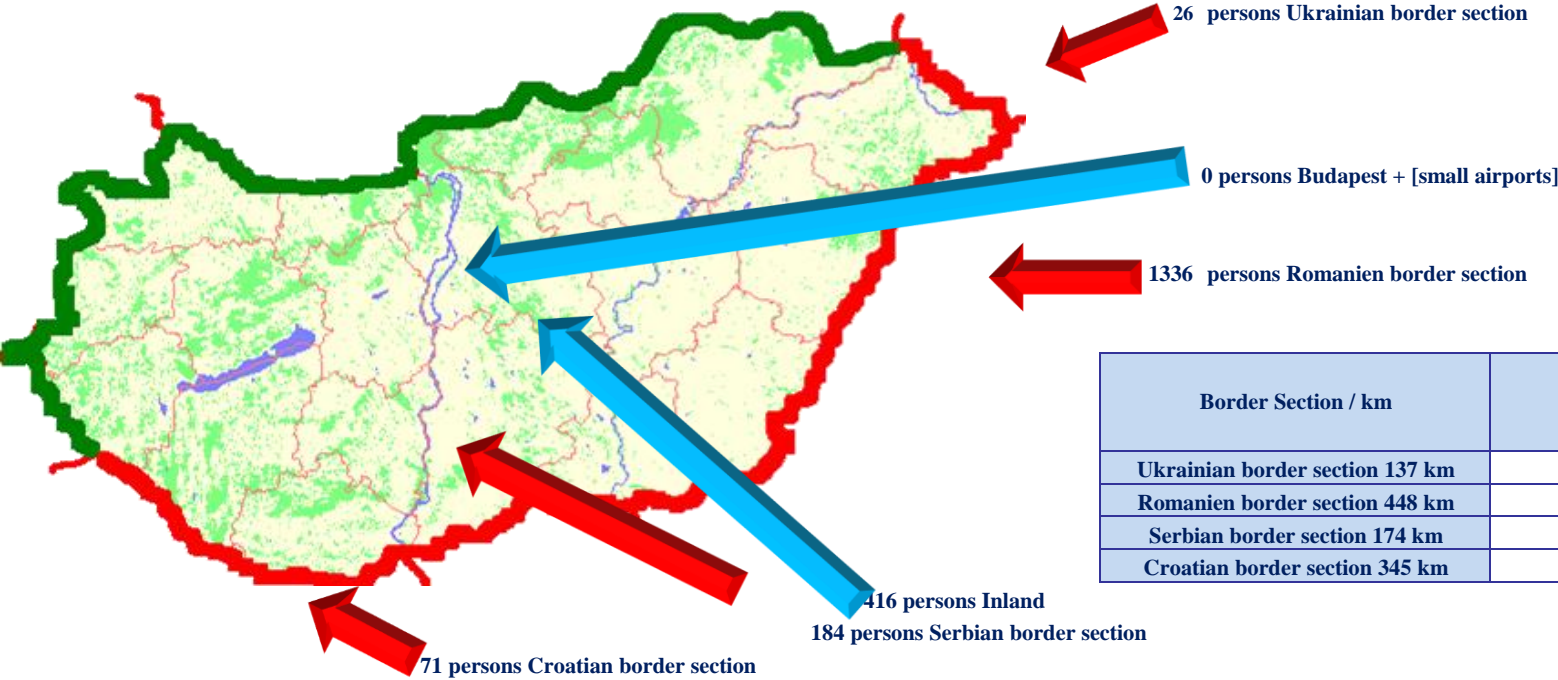 26 persons Ukrainian border section
0 persons Budapest + [small airports]
1336 persons Romanien border section
Border Section / km
Ukrainian border section 137 km
Romanien border section 448 km
Serbian border section 174 km
Croatian border section 345 km
416 persons Inland
184 persons Serbian border section
71 persons Croatian border section